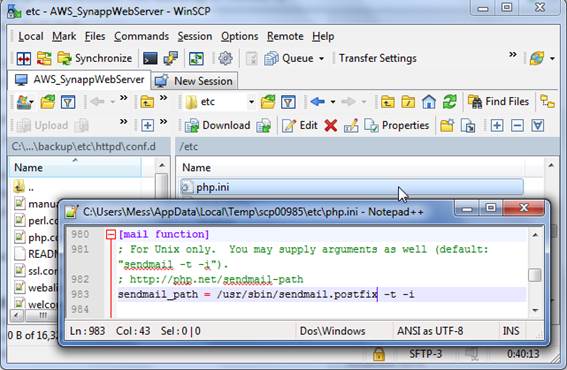 etc - AWS_SynappWebServer - WinSCP
Local Mark Files Commands Session Options Remote Help
Synchronize Queue Transfer Settings
AWS_SynappWebServer New Session
etc Find Files
Upload Download Edit Properties
C:\...\backup\etc\httpd\conf.d /etc
Name Name
..
manu
perl.co
php.co
READM
ssl.con
webali
welcon
php.ini
C:\Users\Mess\AppData\Local\Temp\scp00985\etc\php.ini - Notepad++
980 [mail function]
981 ; For Unix only.  You may supply arguments as well (default:
"sendmail -t -i").
982 ; http://php.net/sendmail-path
983 sendmail_path = /usr/sbin/sendmail.postfix -t -i
984
Ln : 983 Col : 43 Sel : 0 | 0 Dos\Windows ANSI as UTF-8 INS
0 B of 16,32
SFTP-3 0:40:13